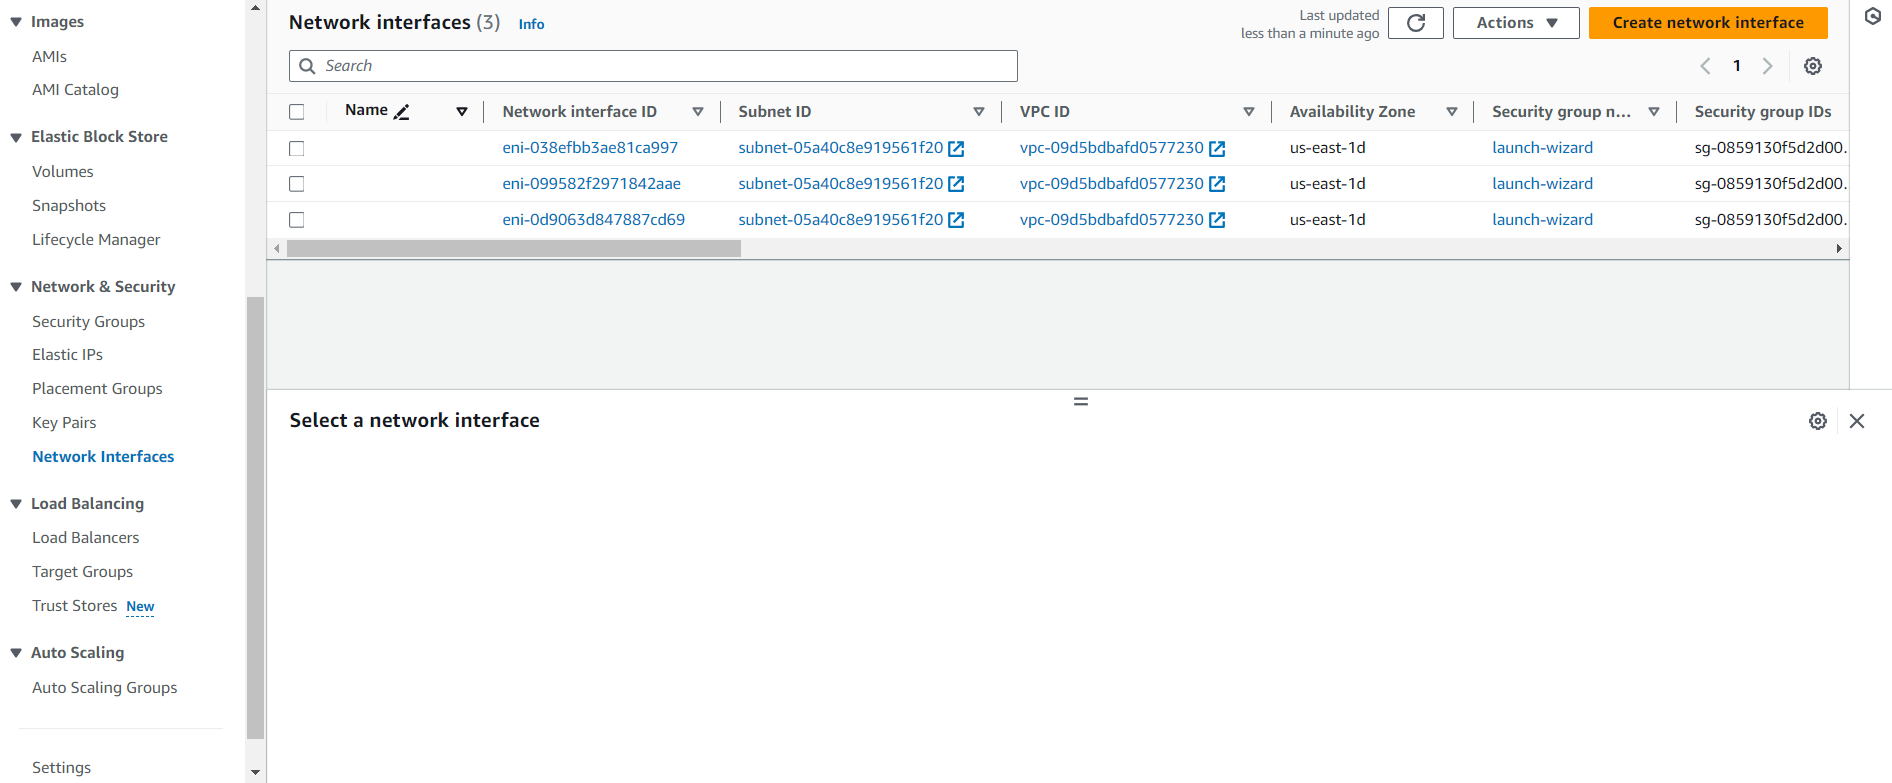 Images
AMIs
AMI Catalog
Elastic Block Store
Volumes
Snapshots
Lifecycle Manager
Network & Security
Security Groups
Elastic IPs
Placement Groups
Key Pairs
Network Interfaces
Load Balancing
Load Balancers
Target Groups
Trust Stores New
Auto Scaling
Auto Scaling Groups
Settings
Network interfaces (3) Info
Last updated
less than a minute ago
Actions
Create network interface
Search
1
Name Network interface ID Subnet ID VPC ID Availability Zone Security group n... Security group IDs
eni-038efbb3ae81ca997 subnet-05a40c8e919561f20 vpc-09d5bdbafd0577230 us-east-1d launch-wizard sg-0859130f5d2d00.
eni-099582f2971842aae subnet-05a40c8e919561f20 vpc-09d5bdbafd0577230 us-east-1d launch-wizard sg-0859130f5d2d00.
eni-0d9063d847887cd69 subnet-05a40c8e919561f20 vpc-09d5bdbafd0577230 us-east-1d launch-wizard sg-0859130f5d2d00.
Select a network interface